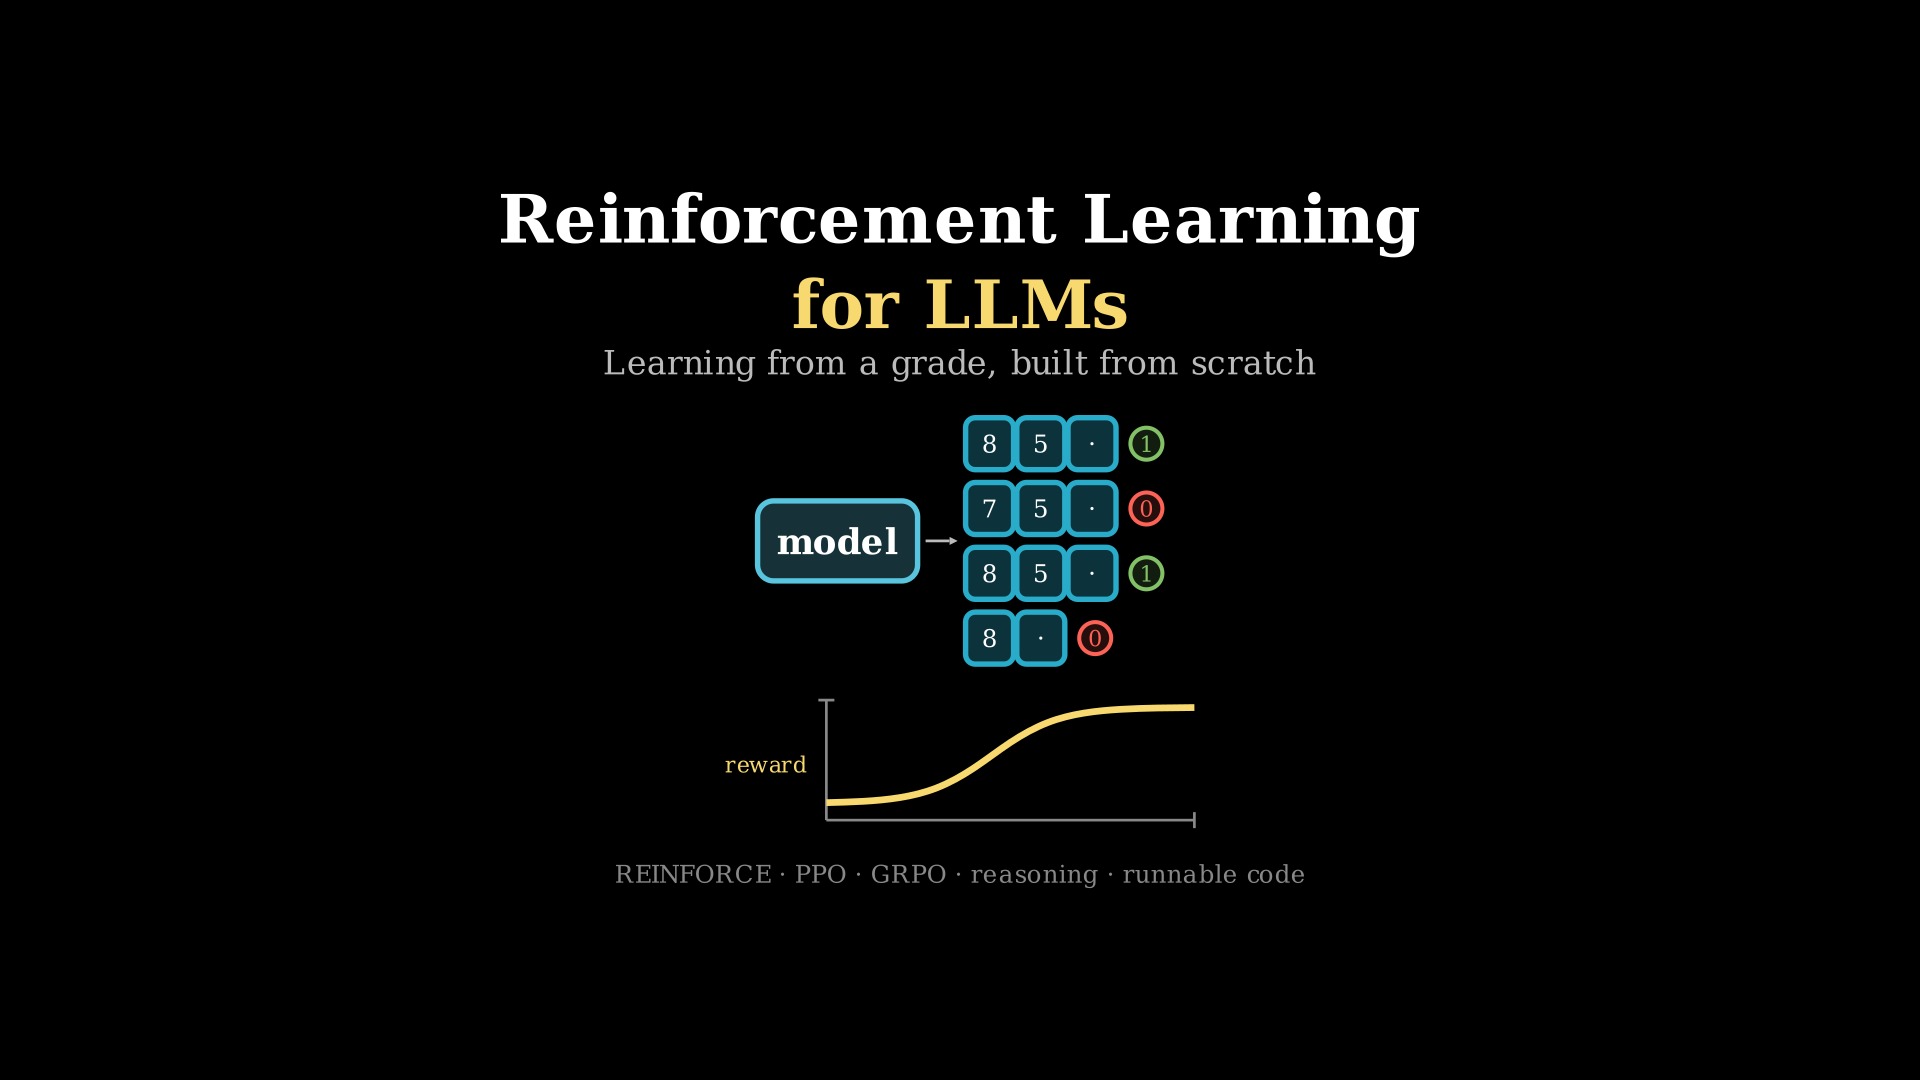 Reinforcement Learning
for LLMs
Learning from a grade, built from scratch
8 5 · 1
7 5 · 0
model
8 5 · 1
8 · 0
reward
REINFORCE · PPO · GRPO · reasoning · runnable code